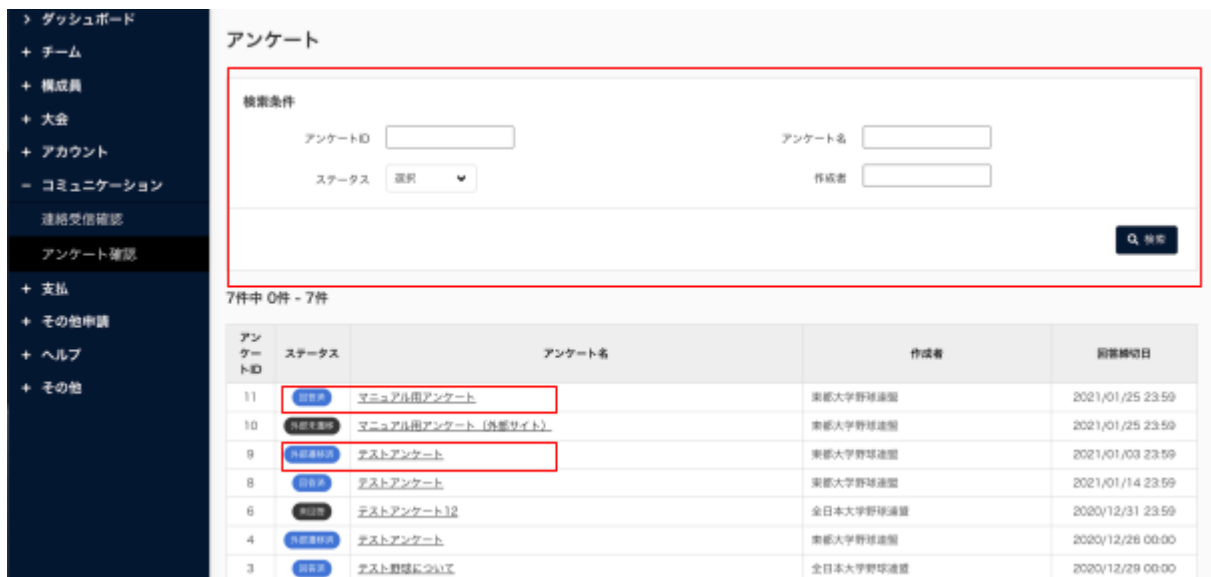 > ダッシュボード
+ チーム
+ 構成員
+ 大会
+ アカウント
− コミュニケーション
連絡受信確認
アンケート確認
+ 支払
+ その他申請
+ ヘルプ
+ その他
アンケート
検索条件
アンケートID
アンケート名
ステータス 選択
作成者
検索
7件中 0件 - 7件
アンケートID ステータス アンケート名 作成者 回答締切日
11 回答済 マニュアル用アンケート 東都大学野球連盟 2021/01/25 23:59
10 マニュアル用アンケート（外部サイト） 東都大学野球連盟 2021/01/25 23:59
9 外部遷移済 テストアンケート 東都大学野球連盟 2021/01/03 23:59
8 回答済 テストアンケート 東都大学野球連盟 2021/01/14 23:59
6 未回答 テストアンケート12 全日本大学野球連盟 2020/12/31 23:59
4 外部遷移済 テストアンケート 東都大学野球連盟 2020/12/26 00:00
3 回答済 テスト野球について 全日本大学野球連盟 2020/12/29 00:00